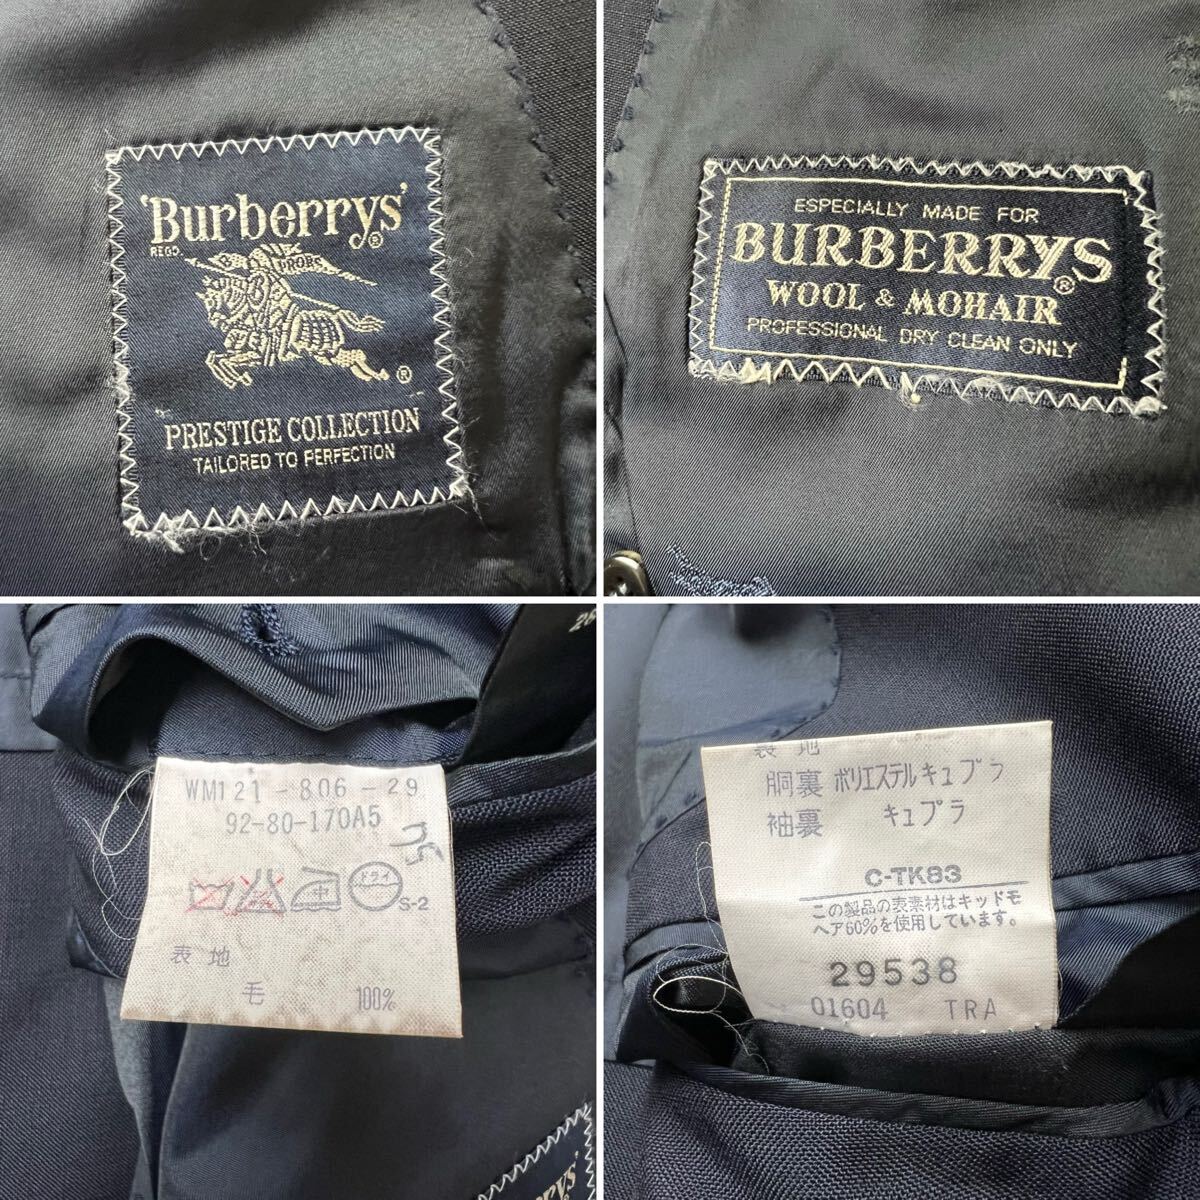 'Burberrys'
®
REGD.
PRORSUM
®
PRESTIGE COLLECTION
TAILORED TO PERFECTION
ESPECIALLY MADE FOR
BURBERRYS
®
WOOL & MOHAIR
PROFESSIONAL DRY CLEAN ONLY
WM121-806-29
92-80-170A5
ドライ
S-2
表地
毛 100%
表地
胴裏 ポリエステル キュプラ
袖裏 キュプラ
C-TK83
この製品の表素材はキッドモ
ヘア60%を使用しています。
29538
01604 TRA
Burberrys'